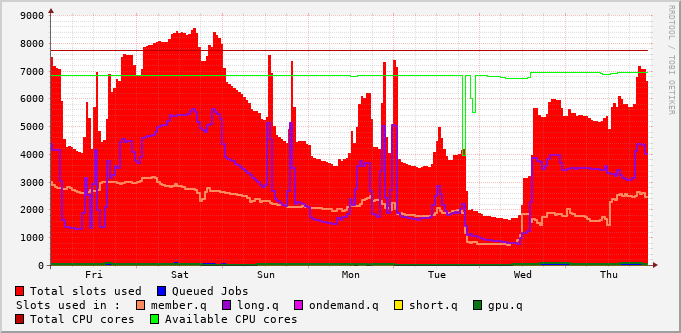 RRDTOOL / TOBI OETIKER
9000
8000
7000
6000
5000
4000
3000
2000
1000
0
Fri Sat Sun Mon Tue Wed Thu
Total slots used Queued Jobs
Slots used in : member.q long.q ondemand.q short.q gpu.q
Total CPU cores Available CPU cores